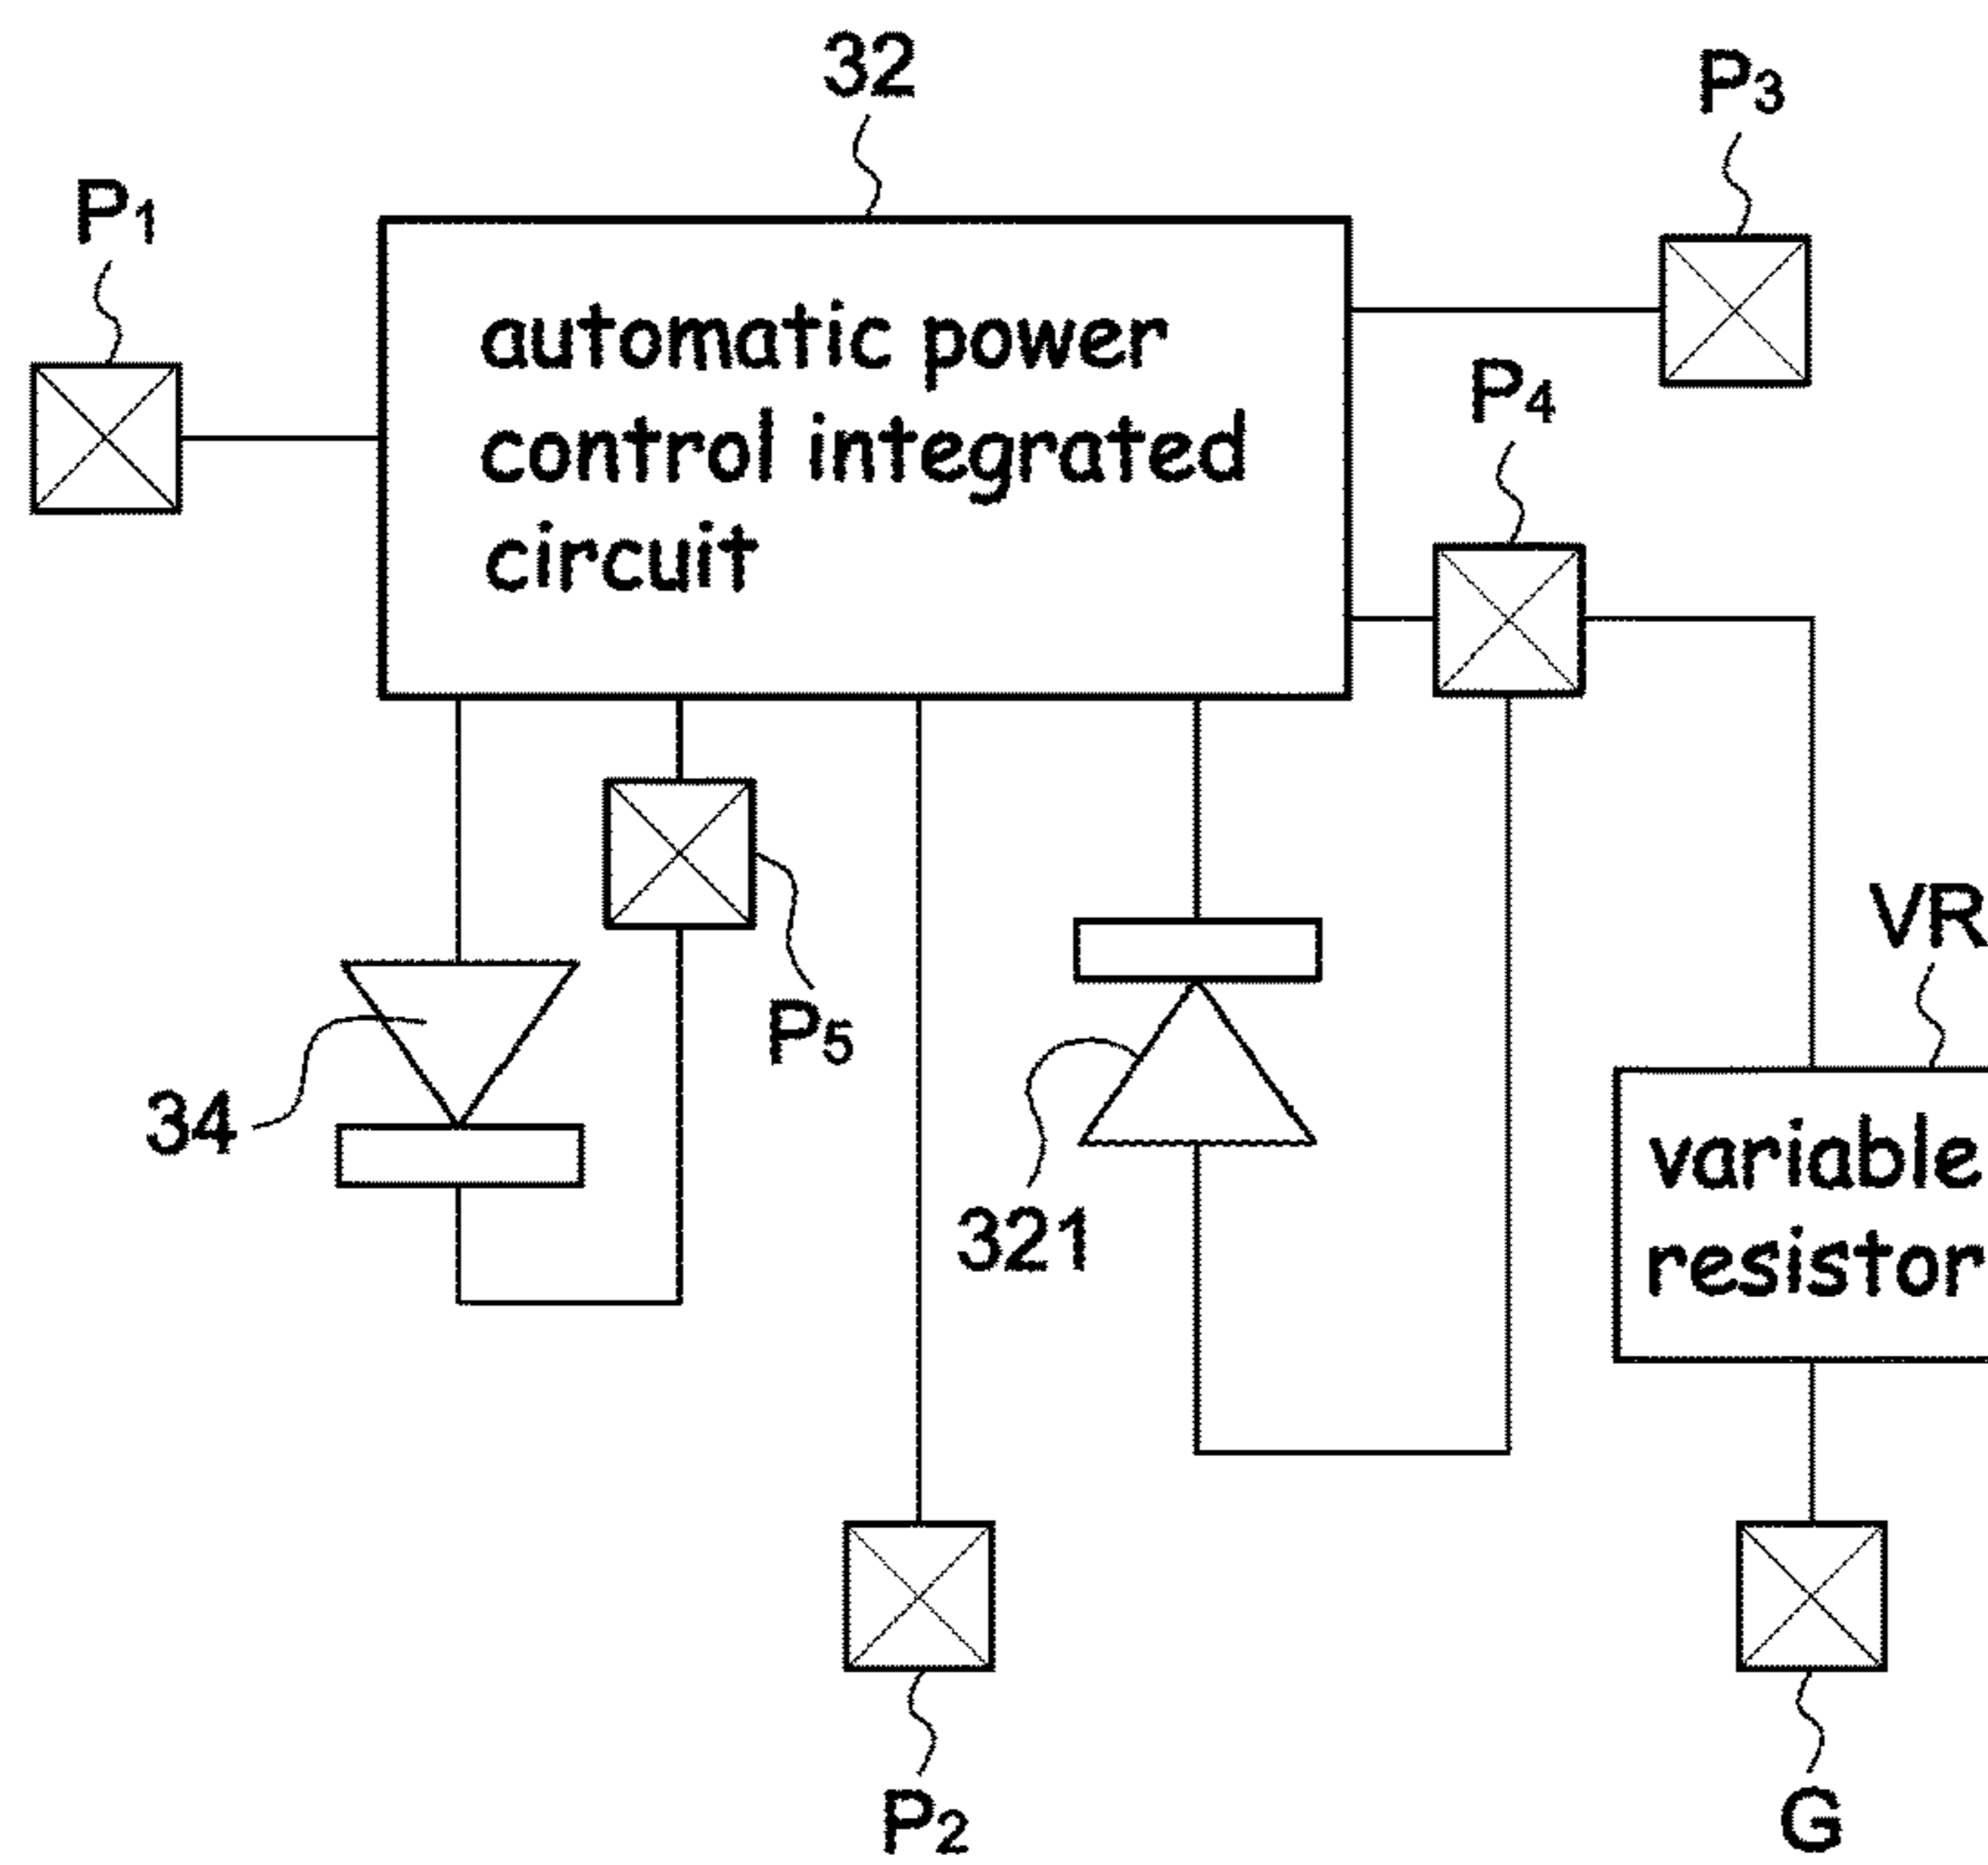 32
P3
P1
automatic power
control integrated
circuit
P4
VR
P5
34
variable
resistor
321
P2
G